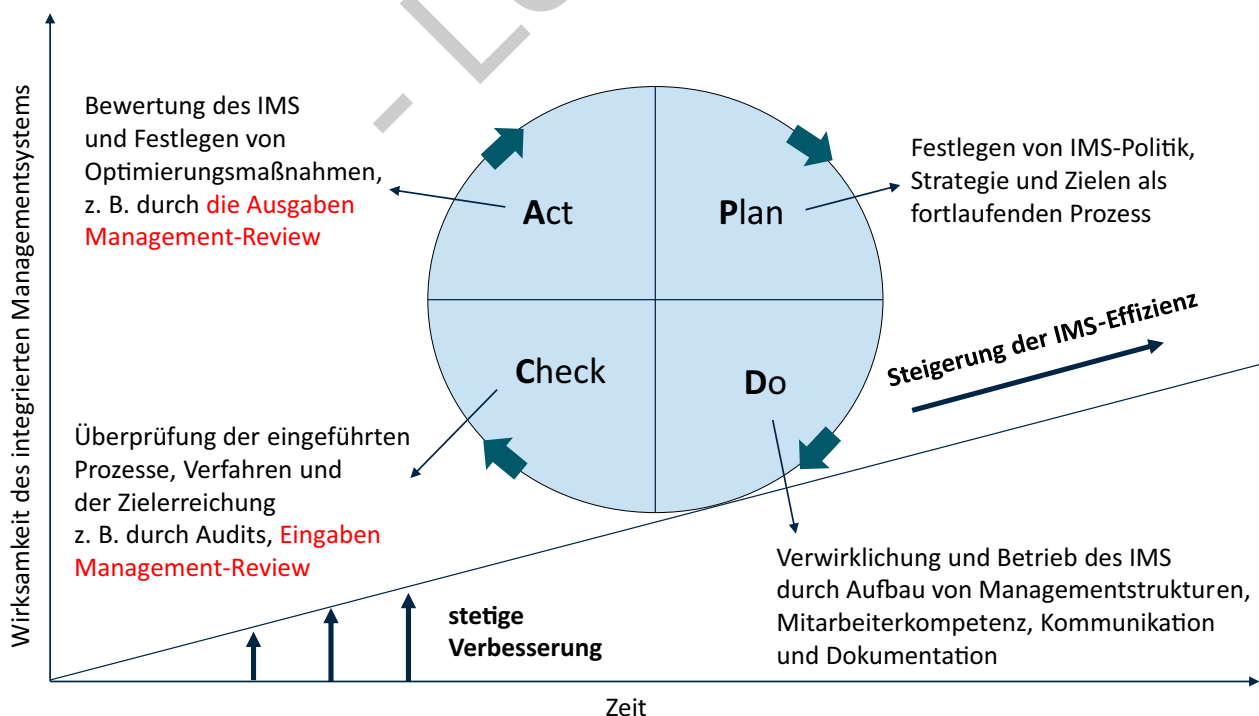 Wirksamkeit des integrierten Managementsystems
Bewertung des IMS
und Festlegen von
Optimierungsmaßnahmen,
z. B. durch die Ausgaben
Management-Review
Act
Plan
Festlegen von IMS-Politik,
Strategie und Zielen als
fortlaufenden Prozess
Check
Do
Steigerung der IMS-Effizienz
Überprüfung der eingeführten
Prozesse, Verfahren und
der Zielerreichung
z. B. durch Audits, Eingaben
Management-Review
Verwirklichung und Betrieb des IMS
durch Aufbau von Managementstrukturen,
Mitarbeiterkompetenz, Kommunikation
und Dokumentation
stetige
Verbesserung
Zeit